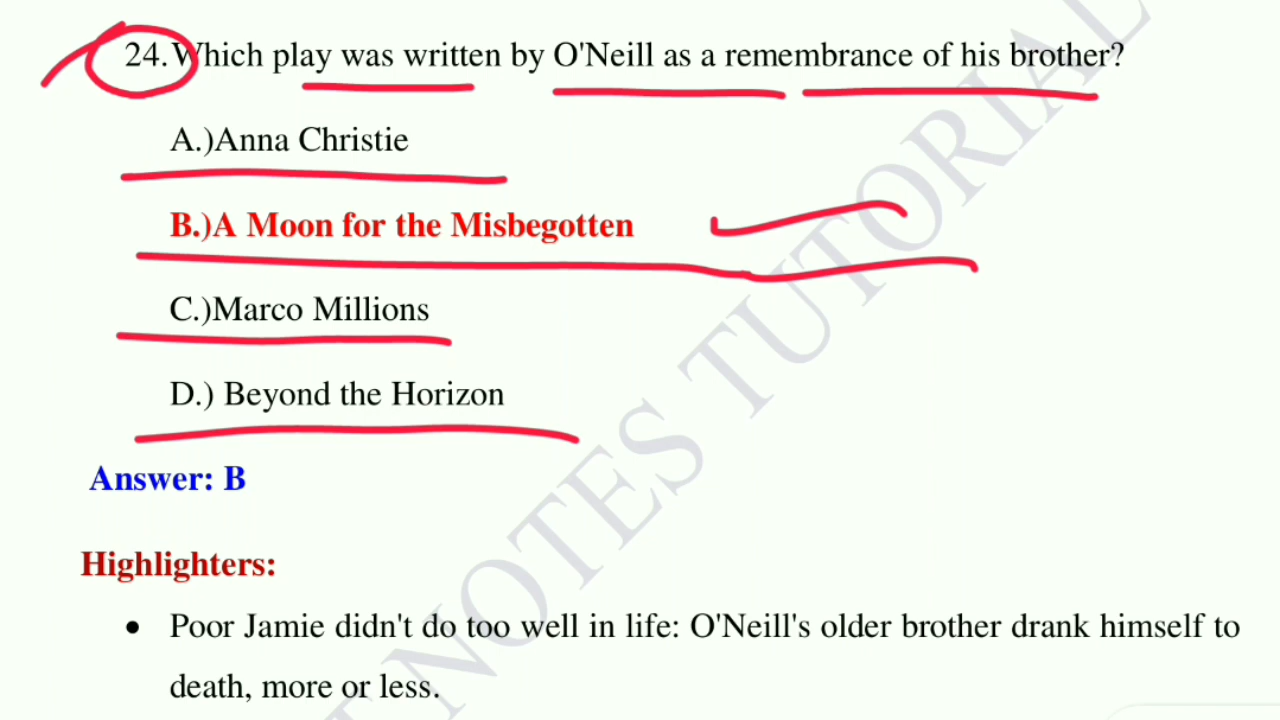 24.Which play was written by O'Neill as a remembrance of his brother?
A.)Anna Christie
B.)A Moon for the Misbegotten
C.)Marco Millions
D.) Beyond the Horizon
Answer: B
Highlighters:
• Poor Jamie didn't do too well in life: O'Neill's older brother drank himself to
death, more or less.
NOTES TUTORIAL